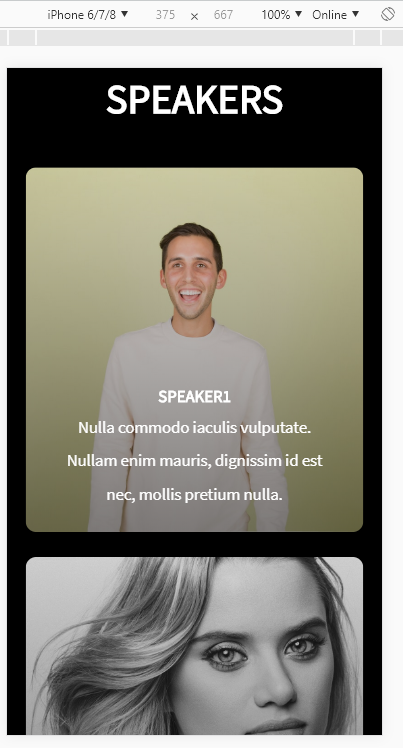 iPhone 6/7/8 ▼ 375 × 667 100% ▼ Online ▼
SPEAKERS
SPEAKER1
Nulla commodo iaculis vulputate.
Nullam enim mauris, dignissim id est
nec, mollis pretium nulla.